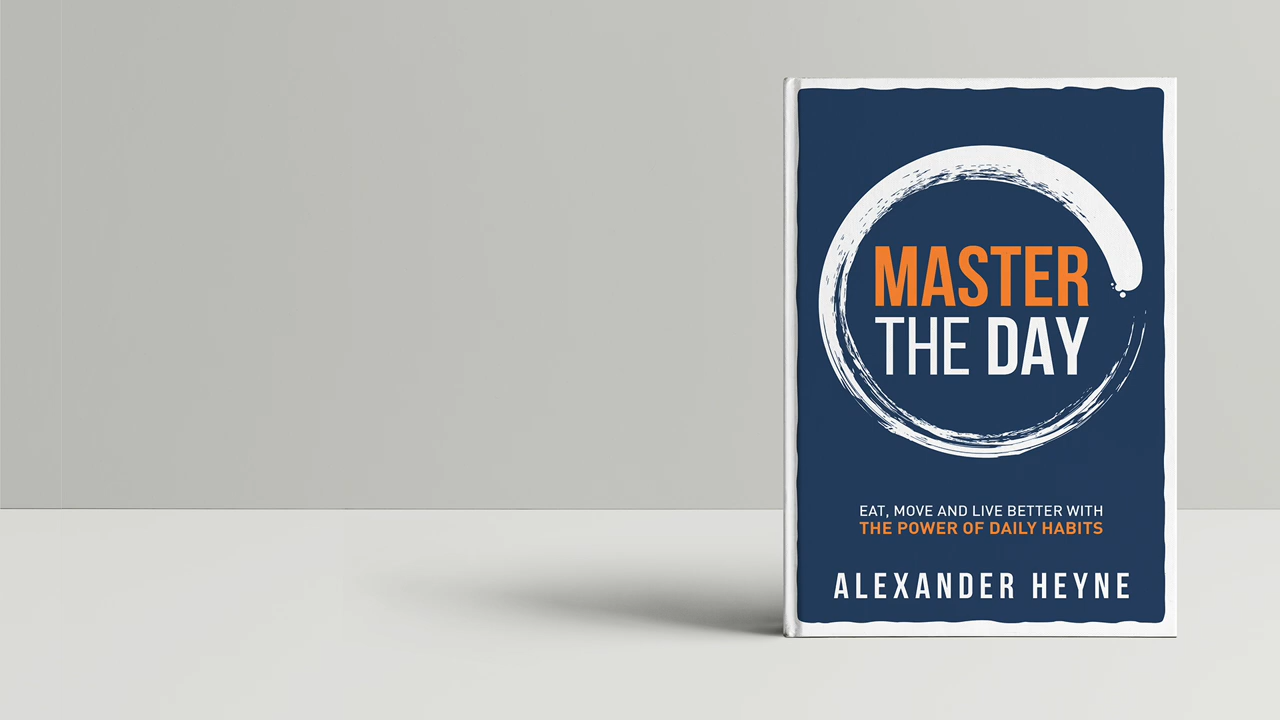 MASTER
THE DAY
EAT, MOVE AND LIVE BETTER WITH
THE POWER OF DAILY HABITS
ALEXANDER HEYNE